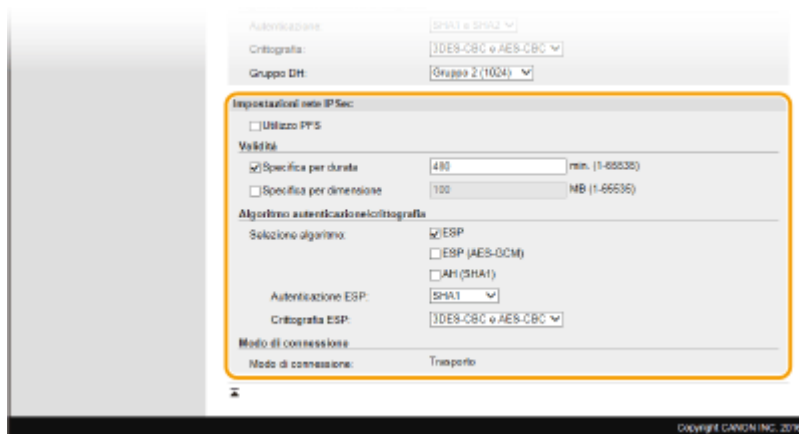 Autenticazione: SHA1 e SHA2
Crittografia: 3DES-CBC e AES-CBC
Gruppo DH: Gruppo 2 (1024)
Impostazioni rete IPSec
Utilizzo PFS
Validità
Specifica per durata 480 min. (1-65535)
Specifica per dimensione 100 MB (1-65535)
Algoritmo autenticazione/crittografia
Selezione algoritmo: ESP
ESP (AES-GCM)
AH (SHA1)
Autenticazione ESP: SHA1
Crittografia ESP: 3DES-CBC e AES-CBC
Modo di connessione
Modo di connessione: Trasporto
Copyright CANON INC. 2016